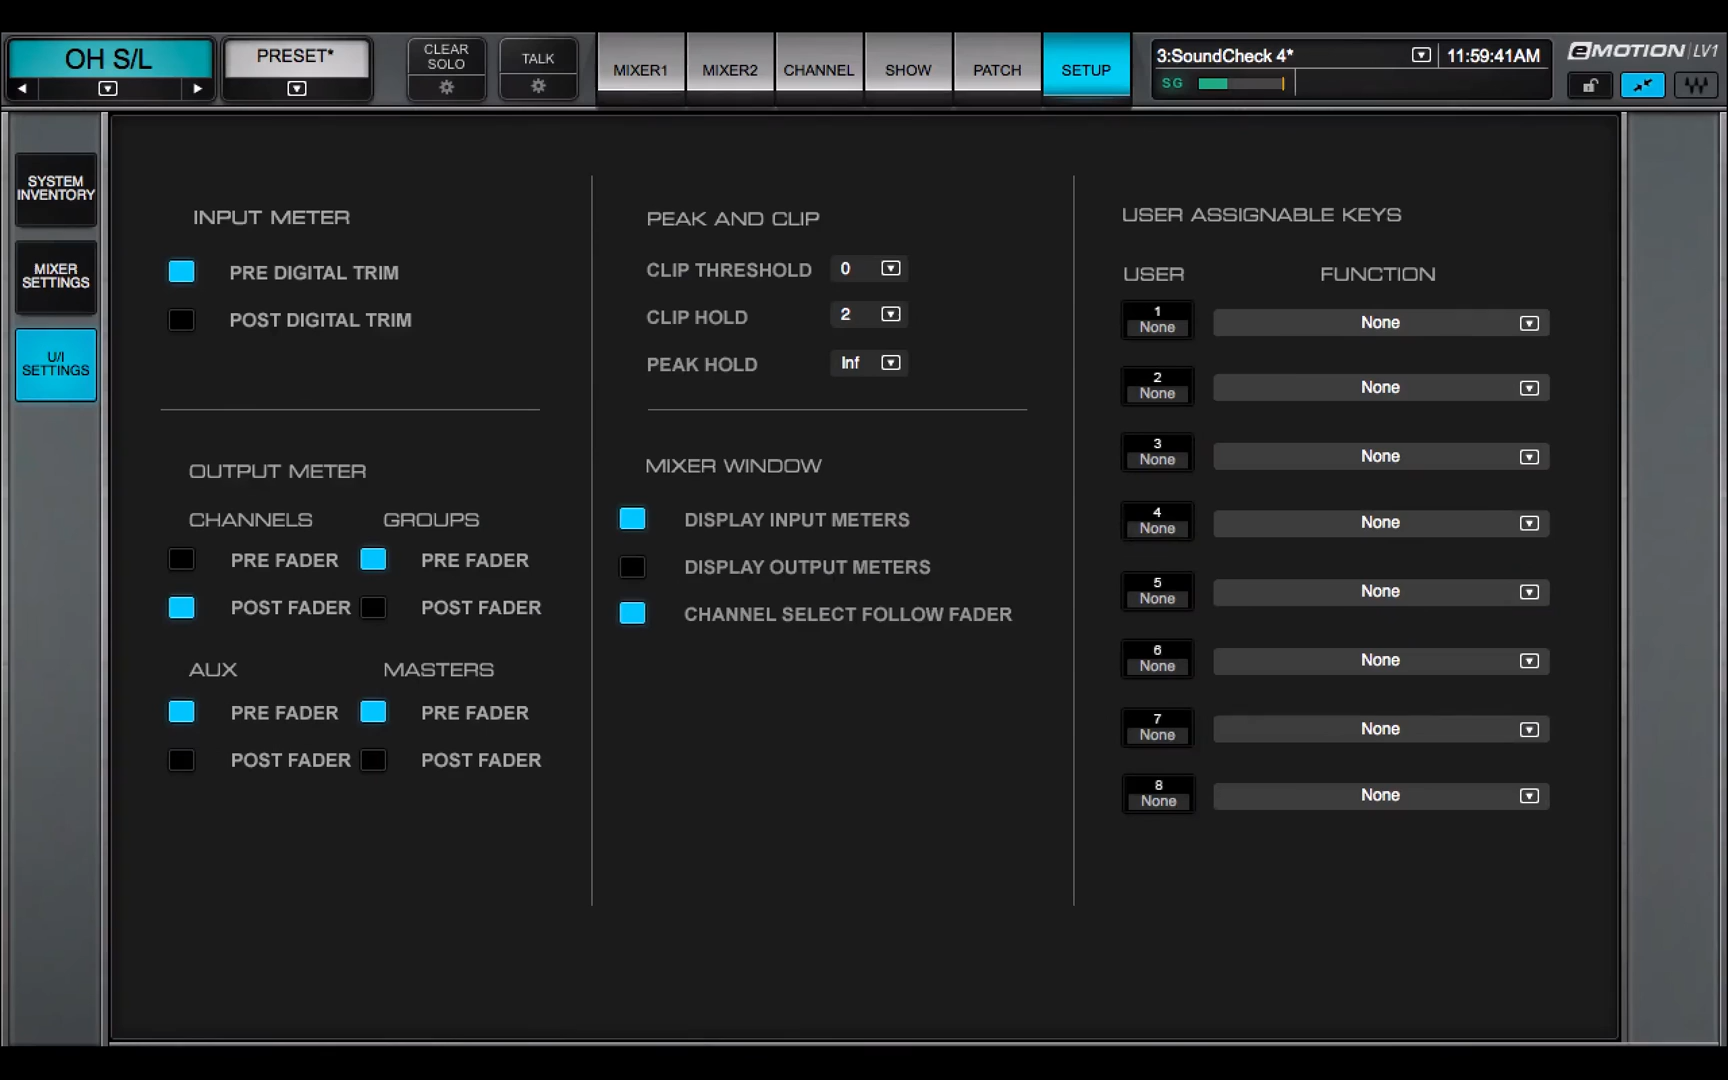 OH S/L
PRESET*
CLEAR
SOLO
TALK
MIXER1
MIXER2
CHANNEL
SHOW
PATCH
SETUP
3:SoundCheck 4*
11:59:41AM
SG
eMOTION LV1
SYSTEM
INVENTORY
MIXER
SETTINGS
U/I
SETTINGS
INPUT METER
PRE DIGITAL TRIM
POST DIGITAL TRIM
OUTPUT METER
CHANNELS GROUPS
PRE FADER PRE FADER
POST FADER POST FADER
AUX MASTERS
PRE FADER PRE FADER
POST FADER POST FADER
PEAK AND CLIP
CLIP THRESHOLD 0
CLIP HOLD 2
PEAK HOLD Inf
MIXER WINDOW
DISPLAY INPUT METERS
DISPLAY OUTPUT METERS
CHANNEL SELECT FOLLOW FADER
USER ASSIGNABLE KEYS
USER FUNCTION
1
None None
2
None None
3
None None
4
None None
5
None None
6
None None
7
None None
8
None None